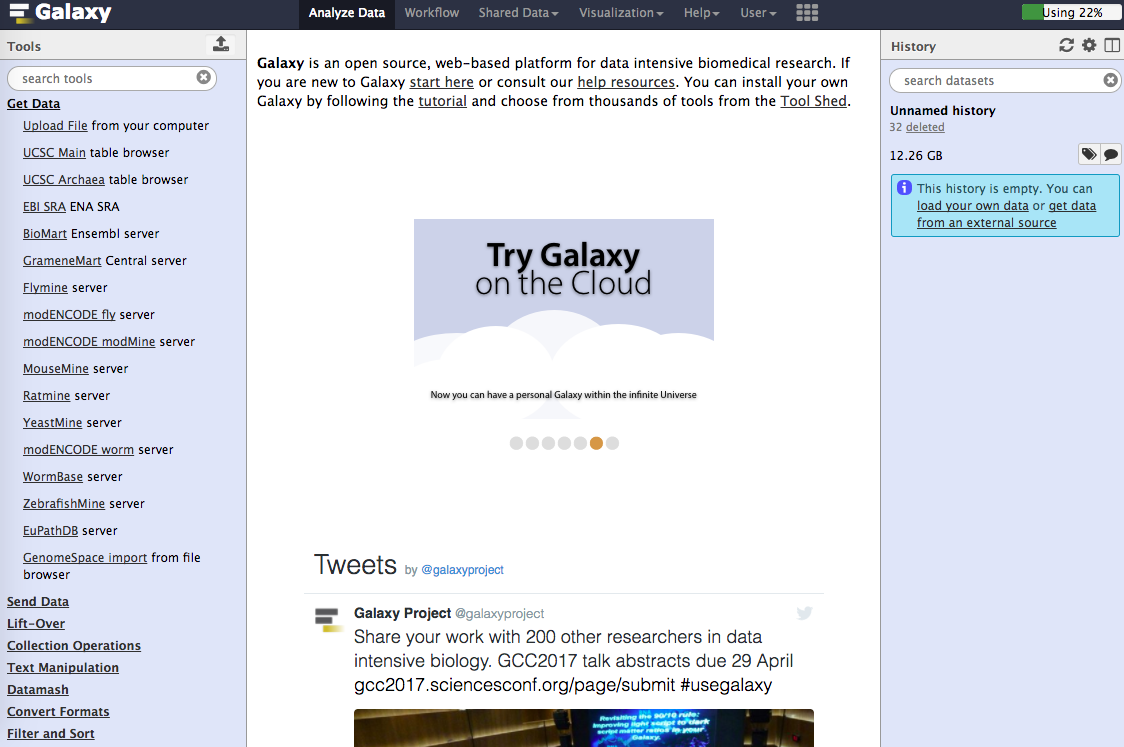 Galaxy
Analyze Data
Workflow
Shared Data
Visualization
Help
User
Using 22%
Tools
search tools
Get Data
Upload File from your computer
UCSC Main table browser
UCSC Archaea table browser
EBI SRA ENA SRA
BioMart Ensembl server
GrameneMart Central server
Flymine server
modENCODE fly server
modENCODE modMine server
MouseMine server
Ratmine server
YeastMine server
modENCODE worm server
WormBase server
ZebrafishMine server
EuPathDB server
GenomeSpace import from file
browser
Send Data
Lift-Over
Collection Operations
Text Manipulation
Datamash
Convert Formats
Filter and Sort
Galaxy is an open source, web-based platform for data intensive biomedical research. If
you are new to Galaxy start here or consult our help resources. You can install your own
Galaxy by following the tutorial and choose from thousands of tools from the Tool Shed.
Try Galaxy
on the Cloud
Now you can have a personal Galaxy within the infinite Universe
Tweets by @galaxyproject
Galaxy Project @galaxyproject
Share your work with 200 other researchers in data
intensive biology. GCC2017 talk abstracts due 29 April
gcc2017.sciencesconf.org/page/submit #usegalaxy
Revisiting the 90/10 rule:
improving light script to dark
script matter ratios in your
Galaxy.
History
search datasets
Unnamed history
32 deleted
12.26 GB
This history is empty. You can
load your own data or get data
from an external source